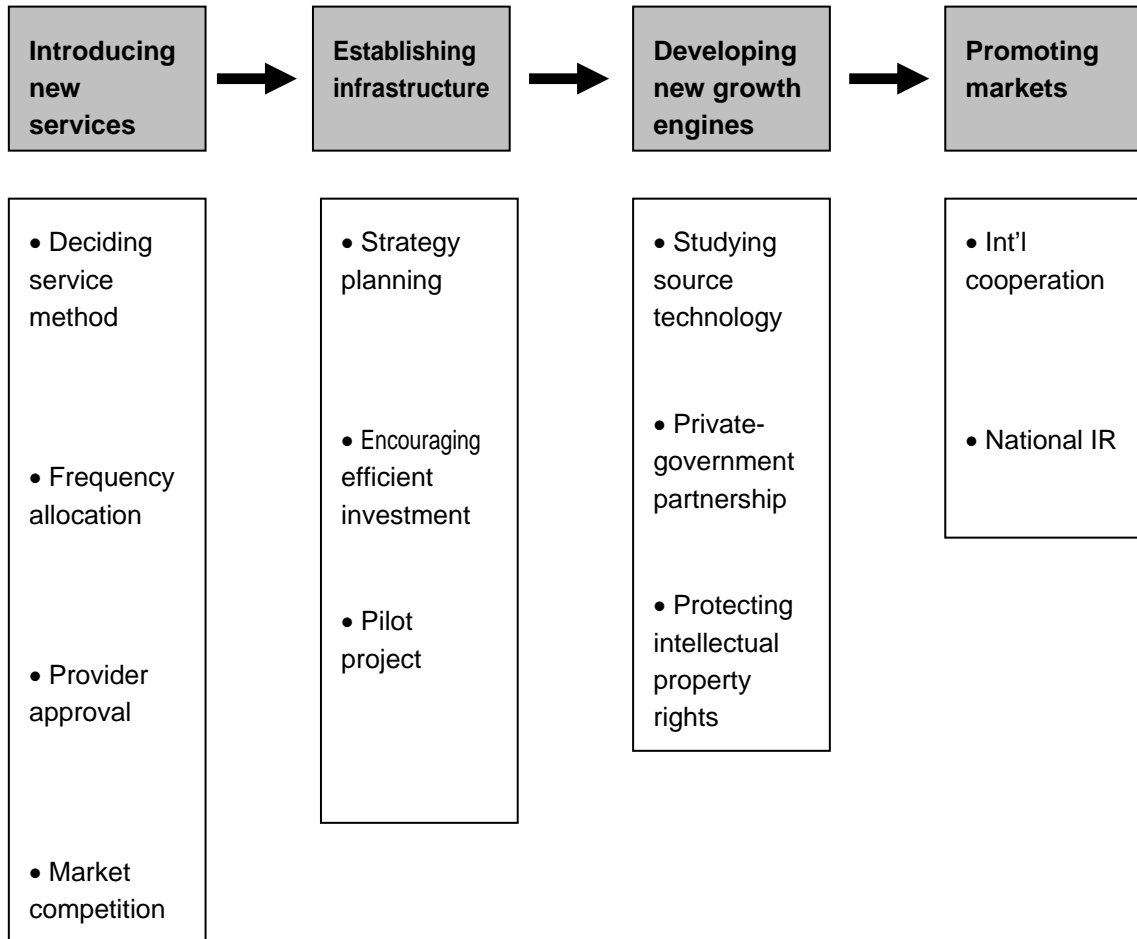 Introducing
new
services
Establishing
infrastructure
Developing
new growth
engines
Promoting
markets
• Deciding
service
method
• Frequency
allocation
• Provider
approval
• Market
competition
• Strategy
planning
• Encouraging
efficient
investment
• Pilot
project
• Studying
source
technology
• Private-
government
partnership
• Protecting
intellectual
property
rights
• Int'l
cooperation
• National IR